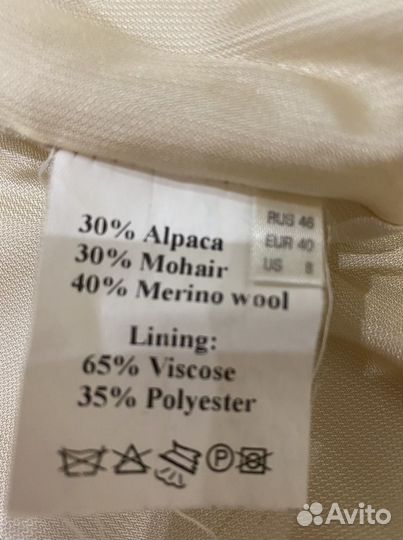 RUS 46
EUR 40
US 8
30% Alpaca
30% Mohair
40% Merino wool
Lining:
65% Viscose
35% Polyester
P
Avito